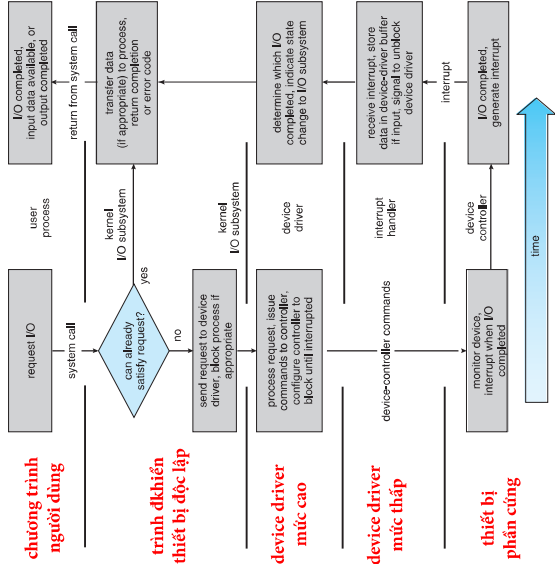 chương trình
người dùng
request I/O
user
process
I/O completed,
input data available, or
output completed
system call
return from system call
trình đkhiển
thiết bị độc lập
can already
satisfy request?
yes
no
kernel
I/O subsystem
transfer data
(if appropriate) to process,
return completion
or error code
send request to device
driver, block process if
appropriate
kernel
I/O subsystem
device driver
mức cao
process request, issue
commands to controller,
configure controller to
block until interrupted
device
driver
determine which I/O
completed, indicate state
change to I/O subsystem
device driver
mức thấp
device-controller commands
interrupt
handler
receive interrupt, store
data in device-driver buffer
if input, signal to unblock
device driver
interrupt
thiết bị
phần cứng
monitor device,
interrupt when I/O
completed
device
controller
I/O completed,
generate interrupt
time